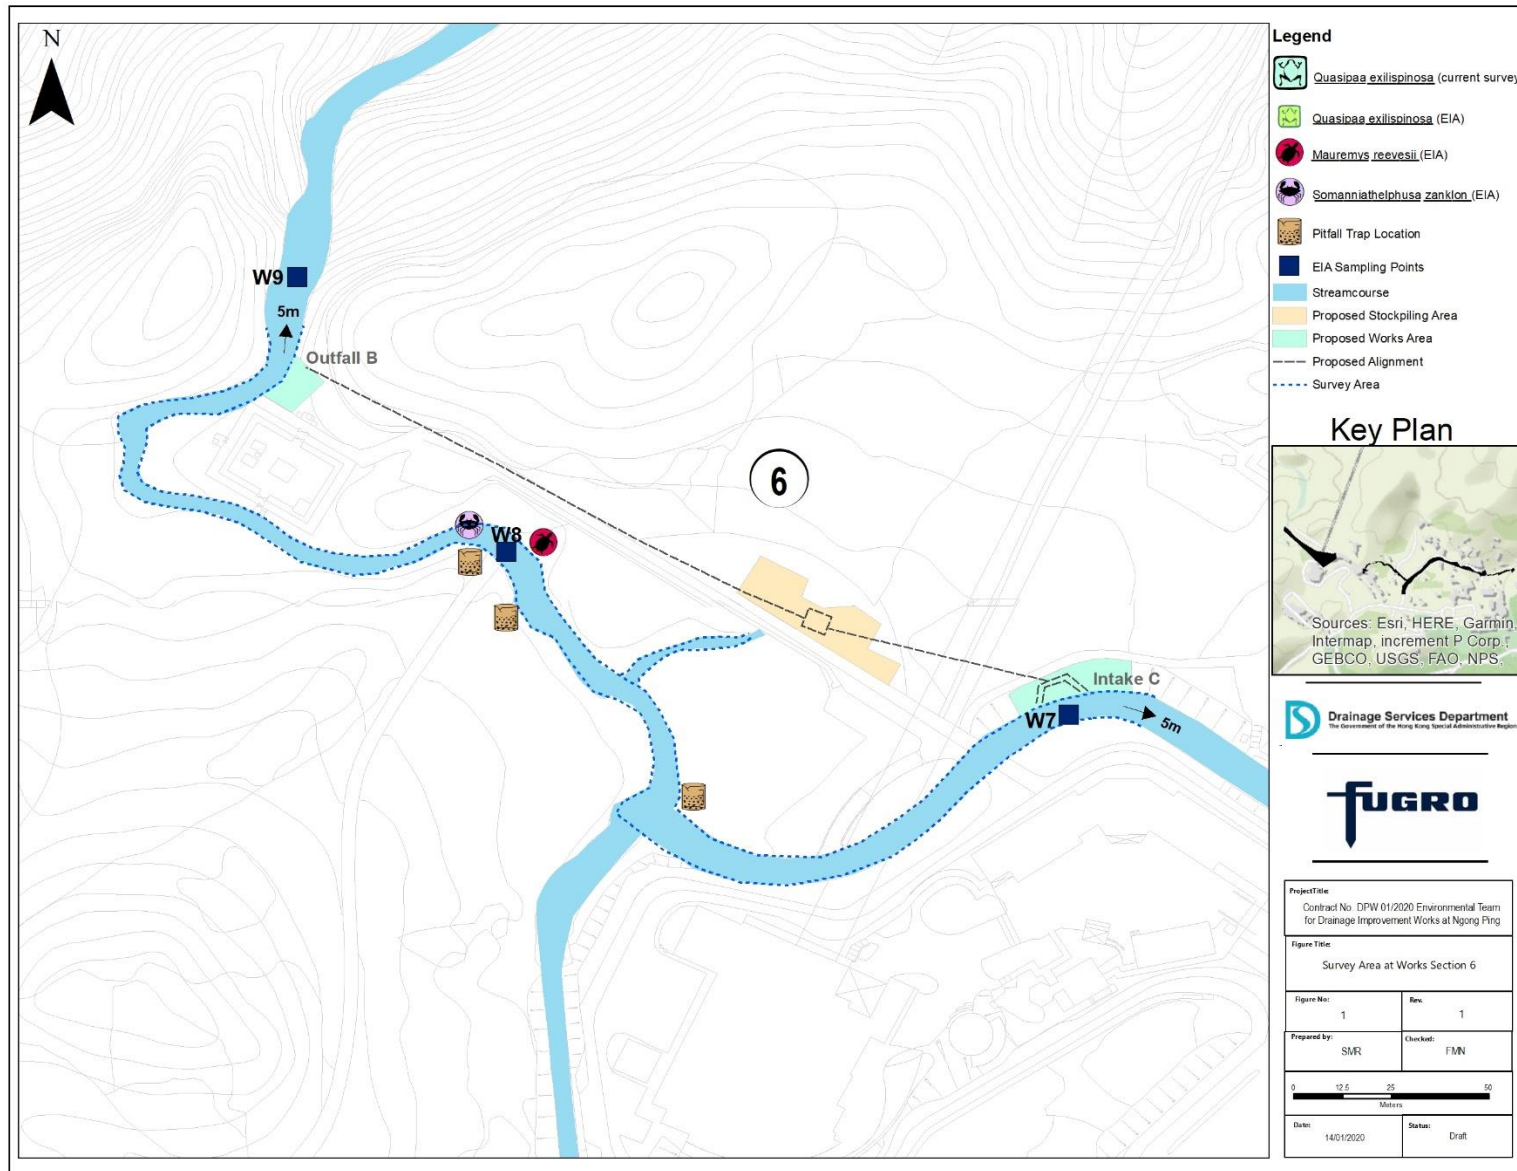 N
W9
5m
Outfall B
6
W8
Intake C
W7
5m
Legend
Quasipaa exilispinosa (current survey
Quasipaa exilispinosa (EIA)
Mauremys reevesii (EIA)
Somanniathelphusa zanklon (EIA)
Pitfall Trap Location
EIA Sampling Points
Streamcourse
Proposed Stockpiling Area
Proposed Works Area
Proposed Alignment
Survey Area
Key Plan
Sources: Esri, HERE, Garmin,
Intermap, increment P Corp.,
GEBCO, USGS, FAO, NPS,
Drainage Services Department
The Government of the Hong Kong Special Administrative Region
FUGRO
ProjectTitle:
Contract No. DPW 01/2020 Environmental Team
for Drainage Improvement Works at Ngong Ping
Figure Title:
Survey Area at Works Section 6
Figure No:
1
Rev.
1
Prepared by:
SMR
Checked:
FMN
0 12.5 25 50
Meters
Date:
14/01/2020
Status:
Draft